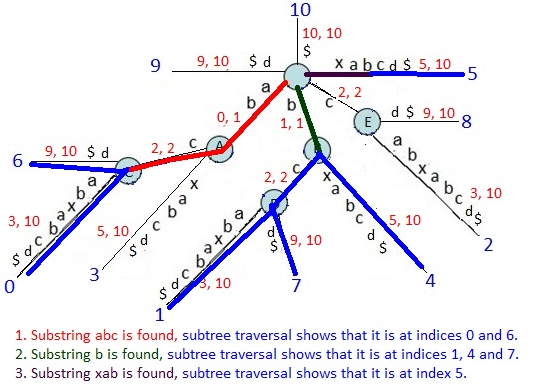 10
10, 10
$
9
9, 10
$ d
x a b c d $
5, 10
5
a b
0, 1
b
1, 1
c
2, 2
E
d $
9, 10
8
a b x a b c d $
3, 10
2
A
c
2, 2
6
9, 10
$ d
$ d c b a x b a
3, 10
0
$ d c b a x
5, 10
3
c
2, 2
x a b c d $
5, 10
4
$ d c b a x b a
3, 10
1
d $
9, 10
7
1. Substring abc is found, subtree traversal shows that it is at indices 0 and 6.
2. Substring b is found, subtree traversal shows that it is at indices 1, 4 and 7.
3. Substring xab is found, subtree traversal shows that it is at index 5.